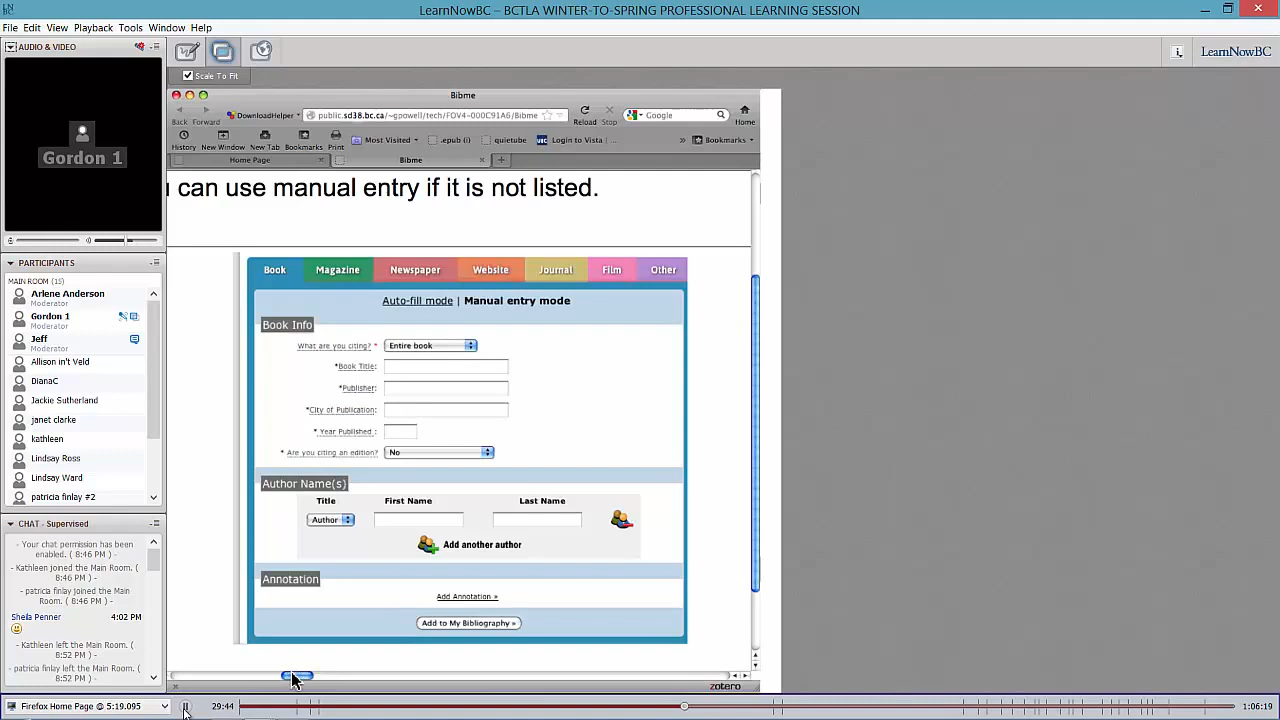 LearnNowBC – BCTLA WINTER-TO-SPRING PROFESSIONAL LEARNING SESSION
File Edit View Playback Tools Window Help
AUDIO & VIDEO
LearnNowBC
Scale To Fit
Gordon 1
Bibme
Back Forward
DownloadHelper
public.sd38.bc.ca/~gpowell/tech/FOV4-000C91A6/Bibme
Reload Stop
Google
Home
History New Window New Tab Bookmarks Print
Most Visited .epub (i) quietube UBC Login to Vista | ... » Bookmarks
Home Page
Bibme
can use manual entry if it is not listed.
Book Magazine Newspaper Website Journal Film Other
Auto-fill mode | Manual entry mode
Book Info
What are you citing? * Entire book
*Book Title:
*Publisher:
*City of Publication:
* Year Published :
* Are you citing an edition? No
Author Name(s)
Title First Name Last Name
Author
Add another author
Annotation
Add Annotation »
Add to My Bibliography »
zotero
PARTICIPANTS
MAIN ROOM (15)
Arlene Anderson
Moderator
Gordon 1
Moderator
Jeff
Moderator
Allison in't Veld
DianaC
Jackie Sutherland
janet clarke
kathleen
Lindsay Ross
Lindsay Ward
patricia finlay #2
CHAT - Supervised
- Your chat permission has been
enabled. ( 8:46 PM ) -
- Kathleen joined the Main Room. (
8:46 PM ) -
- patricia finlay joined the Main
Room. ( 8:46 PM ) -
Sheila Penner 4:02 PM
- Kathleen left the Main Room. (
8:52 PM ) -
- patricia finlay left the Main Room. (
8:52 PM ) -
Firefox Home Page @ 5:19.095
29:44
1:06:19